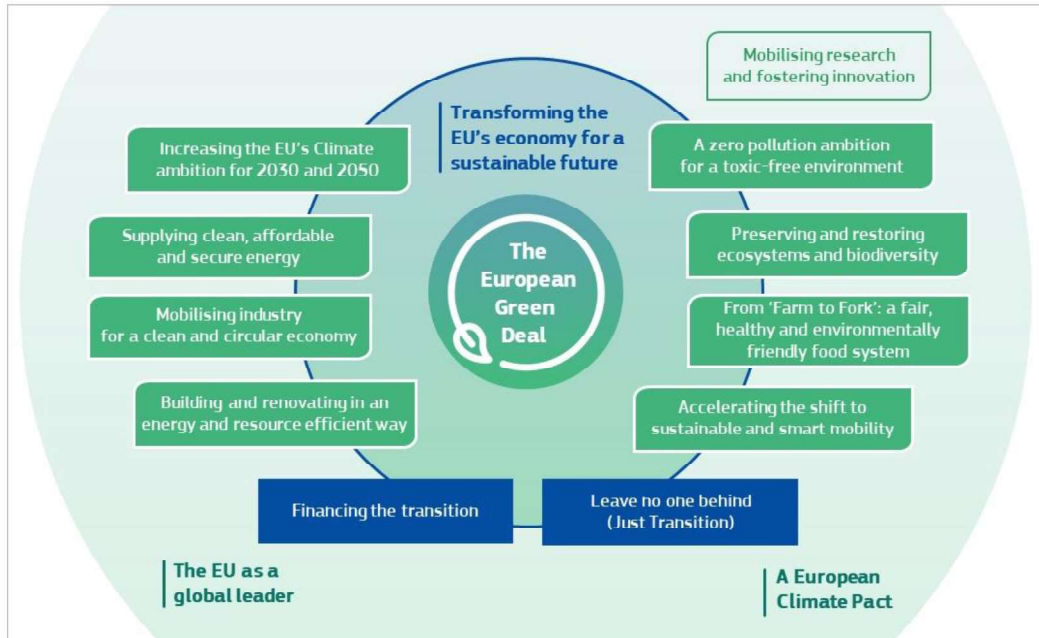 Mobilising research
and fostering innovation
Transforming the
EU's economy for a
sustainable future
Increasing the EU's Climate
ambition for 2030 and 2050
A zero pollution ambition
for a toxic-free environment
Supplying clean, affordable
and secure energy
The
European
Green
Deal
Preserving and restoring
ecosystems and biodiversity
Mobilising industry
for a clean and circular economy
From 'Farm to Fork': a fair,
healthy and environmentally
friendly food system
Building and renovating in an
energy and resource efficient way
Accelerating the shift to
sustainable and smart mobility
Financing the transition
Leave no one behind
(Just Transition)
The EU as a
global leader
A European
Climate Pact